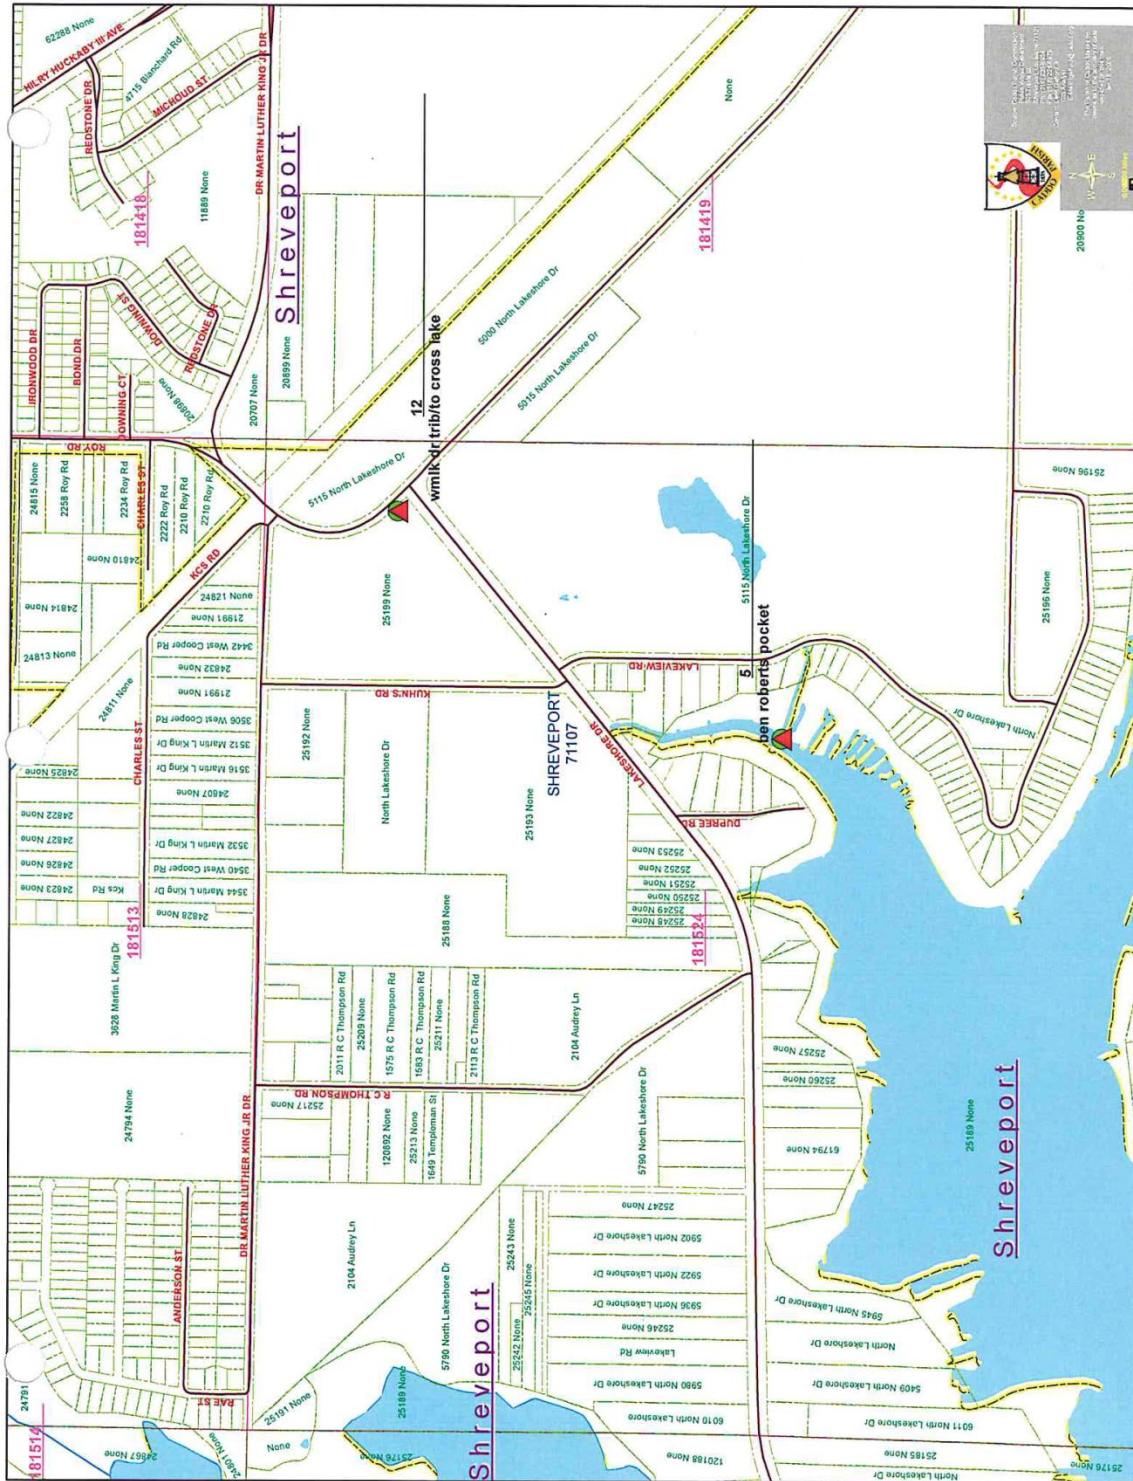 62288 None
HILRY HUCKABY III AVE
4715 Blanchard Rd
REDSTONE DR
MICHOUD ST
181418
11889 None
DR MARTIN LUTHER KING JR DR
IRONWOOD DR
BOND DR
DOWNING ST
REDSTONE DR
DOWNING CT
20898 None
20707 None
20899 None
Shreveport
ROY RD
24815 None
2258 Roy Rd
2234 Roy Rd
CHARLES ST
2222 Roy Rd
2210 Roy Rd
2210 Roy Rd
24810 None
24814 None
24813 None
24811 None
KCS RD
24821 None
21991 None
3442 West Cooper Rd
24832 None
21991 None
3506 West Cooper Rd
3512 Martin L King Dr
3516 Martin L King Dr
24807 None
3532 Martin L King Dr
3540 West Cooper Rd
3544 Martin L King Dr
24828 None
CHARLES ST
24825 None
24822 None
24827 None
24826 None
24823 None
Kcs Rd
181513
3628 Martin L King Dr
24794 None
ANDERSON ST
RAE ST
DR MARTIN LUTHER KING JR DR
24791
181514
24867 None
24801 None
None
5000 North Lakeshore Dr
5015 North Lakeshore Dr
181419
12
wmlk dr trib/to cross lake
5115 North Lakeshore Dr
25199 None
KUHN'S RD
25192 None
North Lakeshore Dr
SHREVEPORT
71107
25193 None
LAKESHORE DR
LAKEVIEW RD
5
ben roberts pocket
5115 North Lakeshore Dr
DUPREE RD
25253 None
25252 None
25251 None
25250 None
25249 None
25248 None
181524
25188 None
2011 R C Thompson Rd
25209 None
1575 R C Thompson Rd
1583 R C Thompson Rd
25211 None
2113 R C Thompson Rd
2104 Audrey Ln
R C THOMPSON RD
25217 None
120892 None
25213 None
1649 Templeman St
5790 North Lakeshore Dr
2104 Audrey Ln
25191 None
None
25189 None
25176 None
5790 North Lakeshore Dr
Shreveport
25243 None
25245 None
25242 None
25247 None
5902 North Lakeshore Dr
5922 North Lakeshore Dr
5936 North Lakeshore Dr
25246 None
Lakeview Rd
5980 North Lakeshore Dr
6010 North Lakeshore Dr
120188 None
25257 None
25260 None
61794 None
25189 None
Shreveport
5945 North Lakeshore Dr
North Lakeshore Dr
5409 North Lakeshore Dr
6011 North Lakeshore Dr
25185 None
North Lakeshore Dr
25176 None
North Lakeshore Dr
25196 None
25196 None
20900 No
CADDO PARISH
N
W
E
S